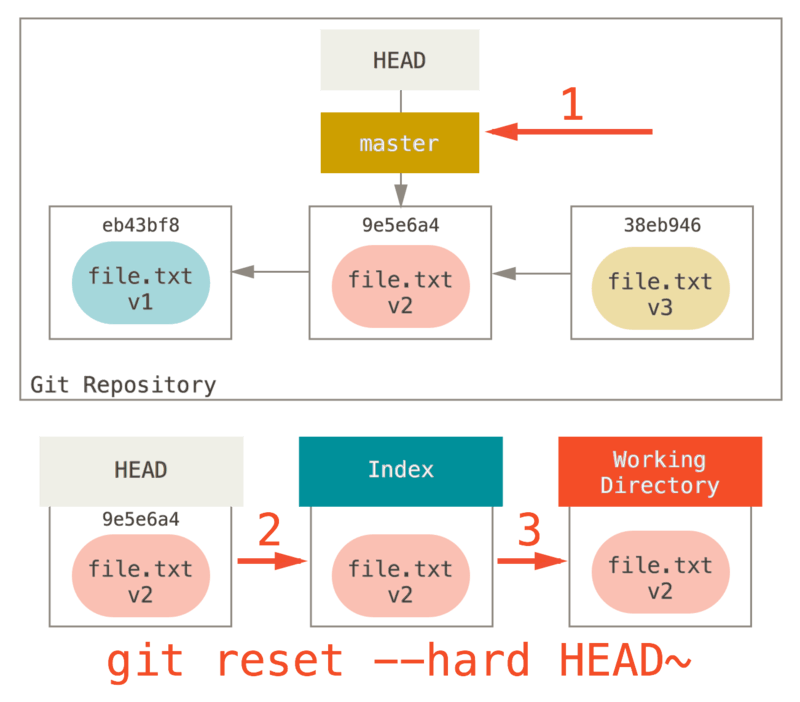 HEAD
1
master
eb43bf8
9e5e6a4
38eb946
file.txt
v1
file.txt
v2
file.txt
v3
Git Repository
HEAD
Index
Working
Directory
9e5e6a4
2
3
file.txt
v2
file.txt
v2
file.txt
v2
git reset --hard HEAD~